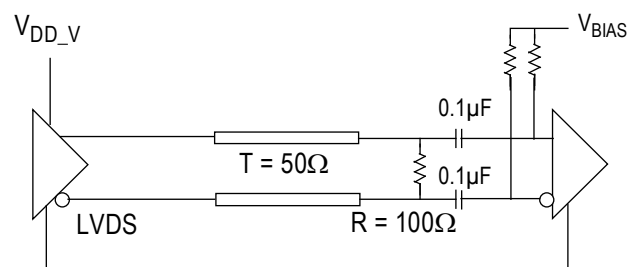 V_DD_V
V_BIAS
0.1µF
T = 50Ω
0.1µF
LVDS
R = 100Ω